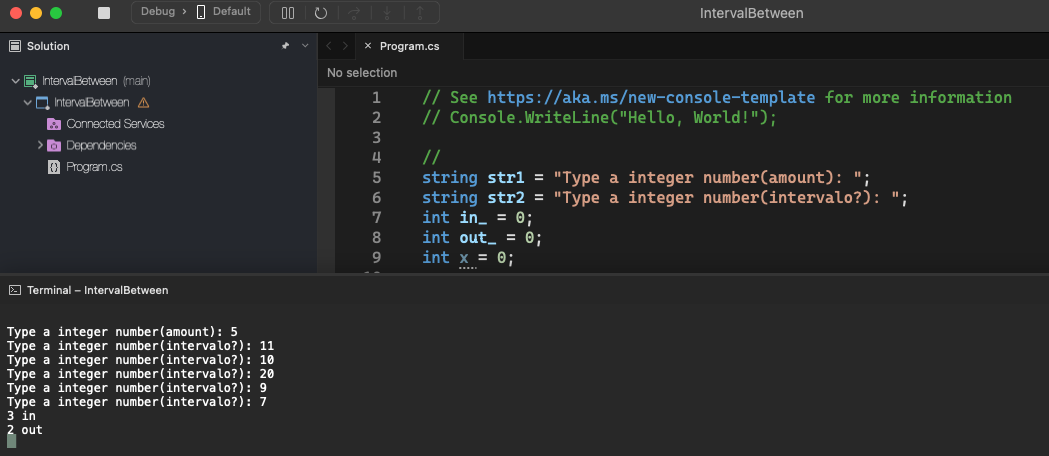 Debug > Default
IntervalBetween
Solution
Program.cs
No selection
IntervalBetween (main)
IntervalBetween
Connected Services
Dependencies
Program.cs
1 // See https://aka.ms/new-console-template for more information
2 // Console.WriteLine("Hello, World!");
3
4 //
5 string str1 = "Type a integer number(amount): ";
6 string str2 = "Type a integer number(intervalo?): ";
7 int in_ = 0;
8 int out_ = 0;
9 int x = 0;
Terminal – IntervalBetween
Type a integer number(amount): 5
Type a integer number(intervalo?): 11
Type a integer number(intervalo?): 10
Type a integer number(intervalo?): 20
Type a integer number(intervalo?): 9
Type a integer number(intervalo?): 7
3 in
2 out